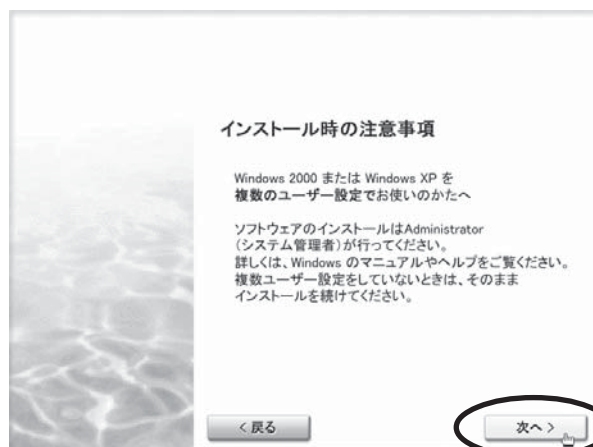 インストール時の注意事項
Windows 2000 または Windows XP を
複数のユーザー設定でお使いのかたへ
ソフトウェアのインストールはAdministrator
（システム管理者）が行ってください。
詳しくは、Windows のマニュアルやヘルプをご覧ください。
複数ユーザー設定をしていないときは、そのまま
インストールを続けてください。
< 戻る
次へ >